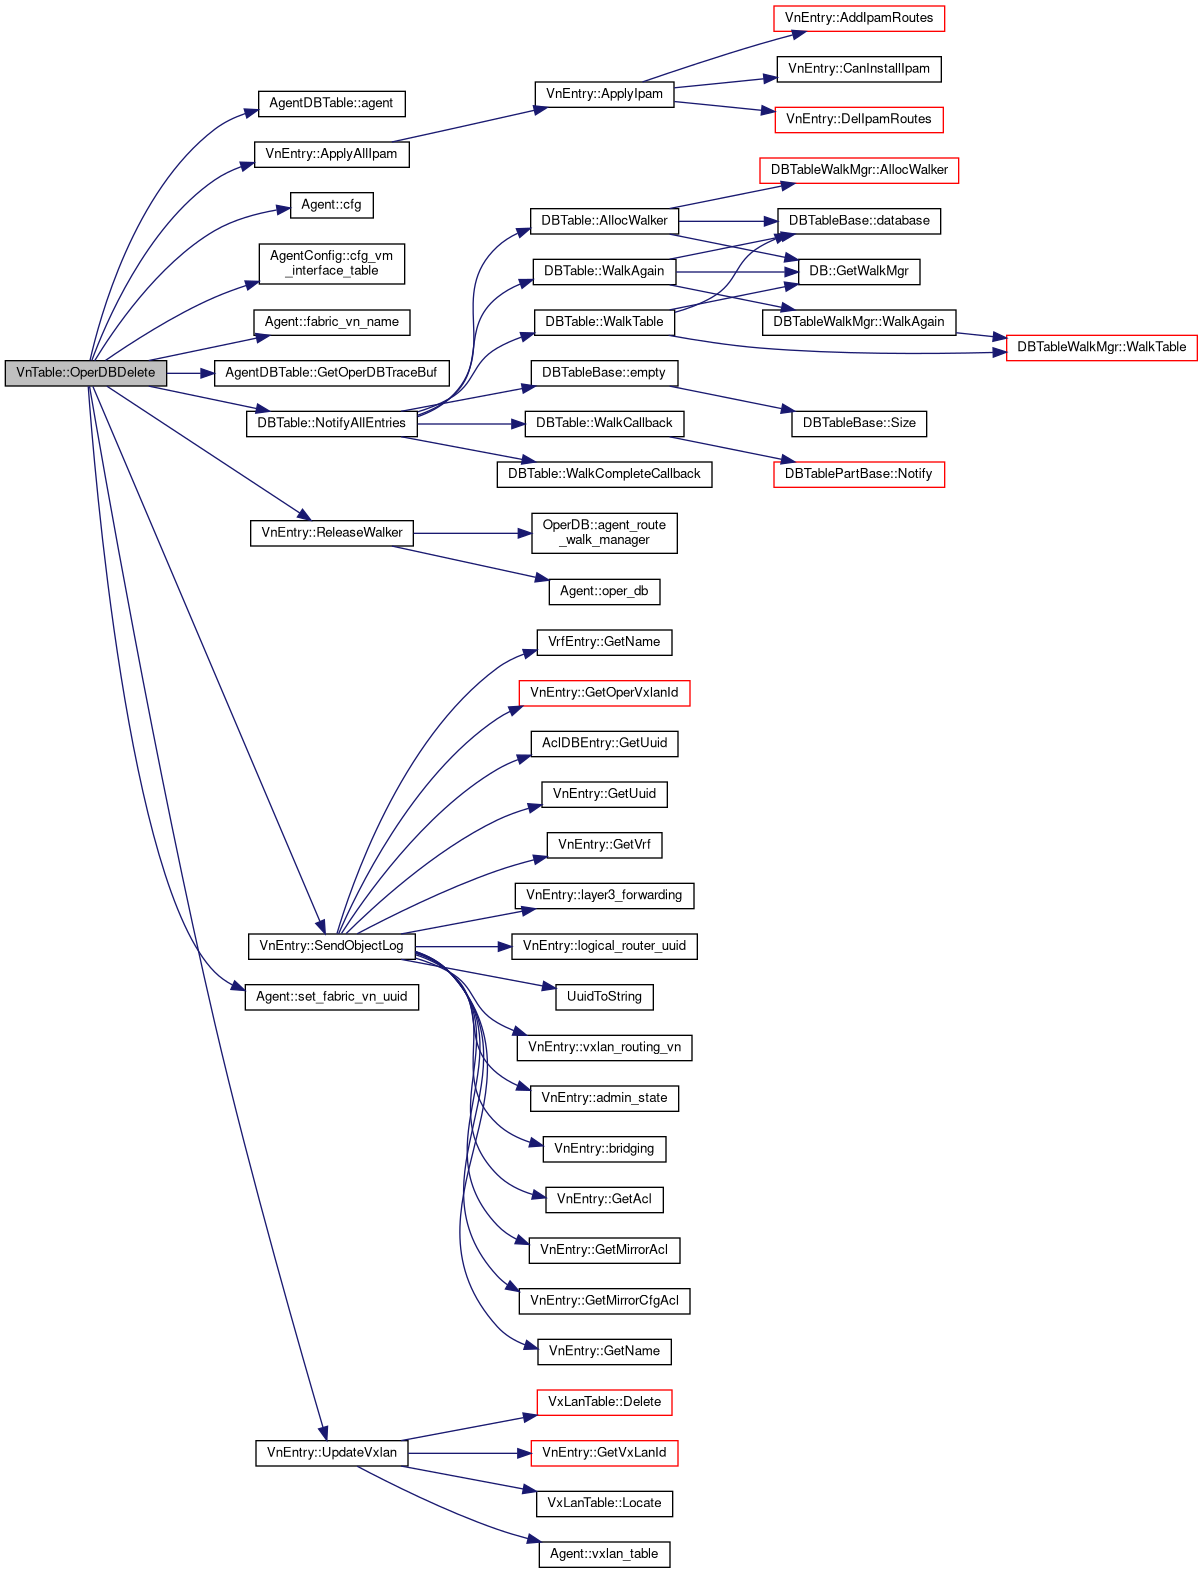 VnEntry::AddIpamRoutes
VnEntry::CanInstallIpam
VnEntry::ApplyIpam
AgentDBTable::agent
VnEntry::DelIpamRoutes
VnEntry::ApplyAllIpam
DBTableWalkMgr::AllocWalker
Agent::cfg
DBTable::AllocWalker
DBTableBase::database
AgentConfig::cfg_vm
_interface_table
DBTable::WalkAgain
DB::GetWalkMgr
Agent::fabric_vn_name
DBTable::WalkTable
DBTableWalkMgr::WalkAgain
DBTableWalkMgr::WalkTable
VnTable::OperDBDelete
AgentDBTable::GetOperDBTraceBuf
DBTableBase::empty
DBTable::NotifyAllEntries
DBTable::WalkCallback
DBTableBase::Size
DBTable::WalkCompleteCallback
DBTablePartBase::Notify
VnEntry::ReleaseWalker
OperDB::agent_route
_walk_manager
Agent::oper_db
VrfEntry::GetName
VnEntry::GetOperVxlanId
AclDBEntry::GetUuid
VnEntry::GetUuid
VnEntry::GetVrf
VnEntry::layer3_forwarding
VnEntry::SendObjectLog
VnEntry::logical_router_uuid
Agent::set_fabric_vn_uuid
UuidToString
VnEntry::vxlan_routing_vn
VnEntry::admin_state
VnEntry::bridging
VnEntry::GetAcl
VnEntry::GetMirrorAcl
VnEntry::GetMirrorCfgAcl
VnEntry::GetName
VxLanTable::Delete
VnEntry::UpdateVxlan
VnEntry::GetVxLanId
VxLanTable::Locate
Agent::vxlan_table